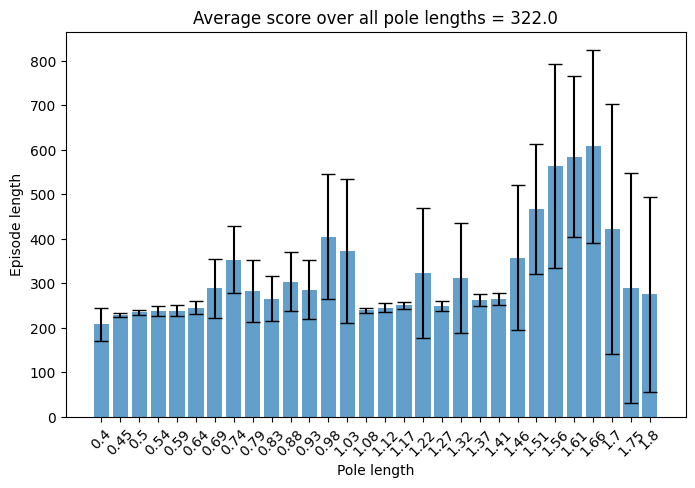 Average score over all pole lengths = 322.0
Episode length
800
700
600
500
400
300
200
100
0
0.4 0.45 0.5 0.54 0.59 0.64 0.69 0.74 0.79 0.83 0.88 0.93 0.98 1.03 1.08 1.12 1.17 1.22 1.27 1.32 1.37 1.41 1.46 1.51 1.56 1.61 1.66 1.7 1.75 1.8
Pole length